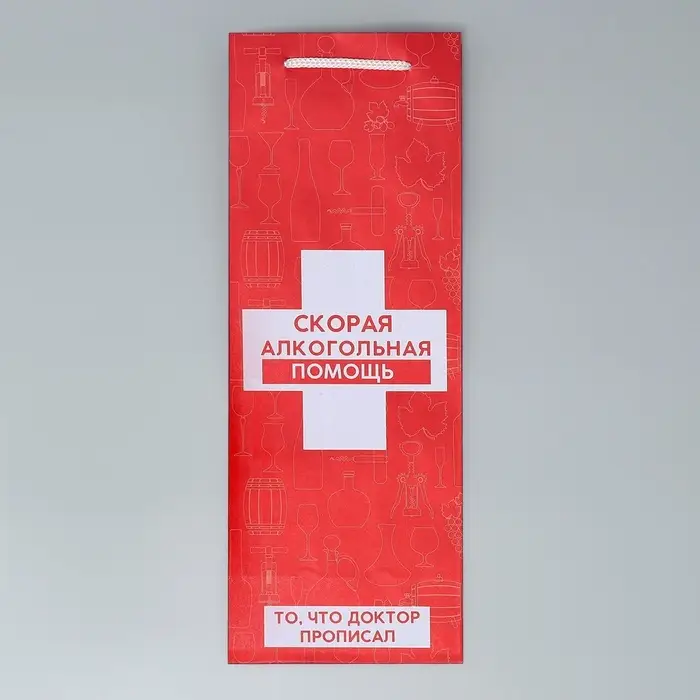 СКОРАЯ
АЛКОГОЛЬНАЯ
ПОМОЩЬ
ТО, ЧТО ДОКТОР
ПРОПИСАЛ